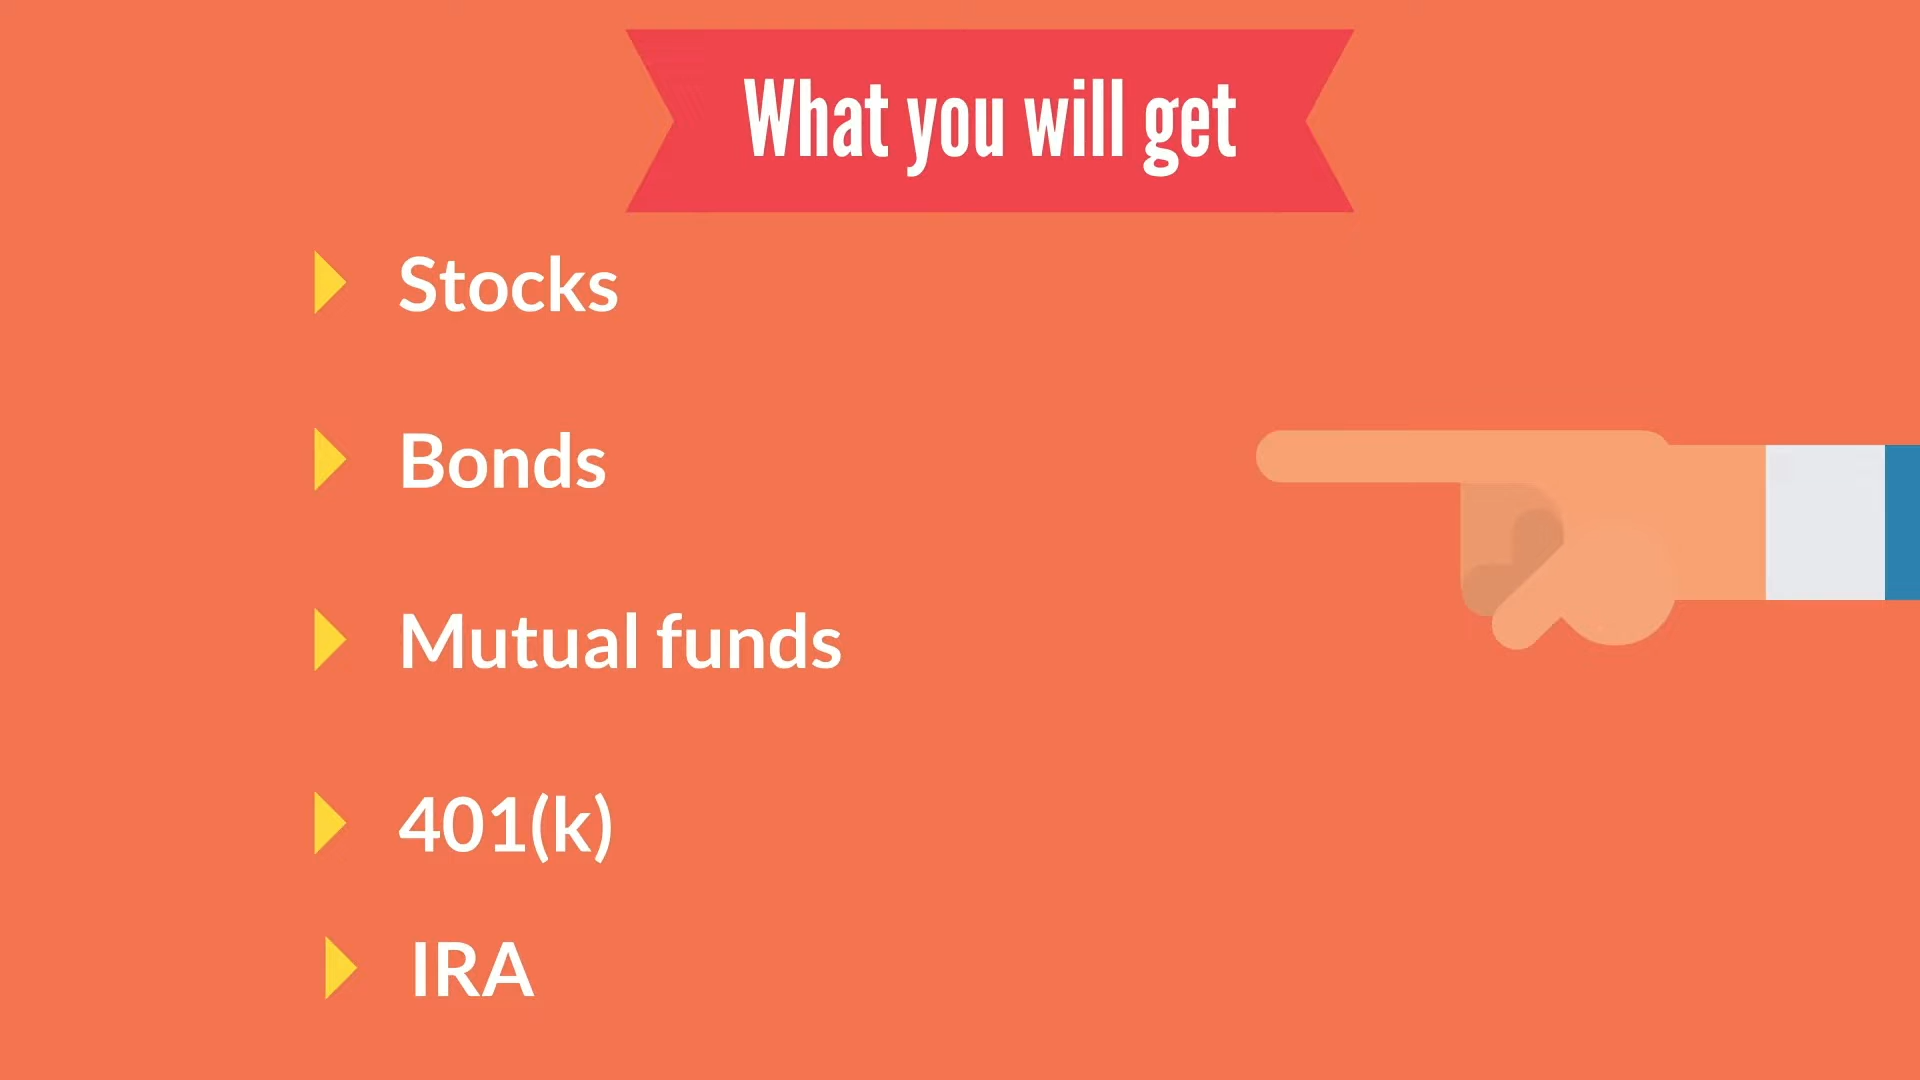 What you will get
Stocks
Bonds
Mutual funds
401(k)
IRA